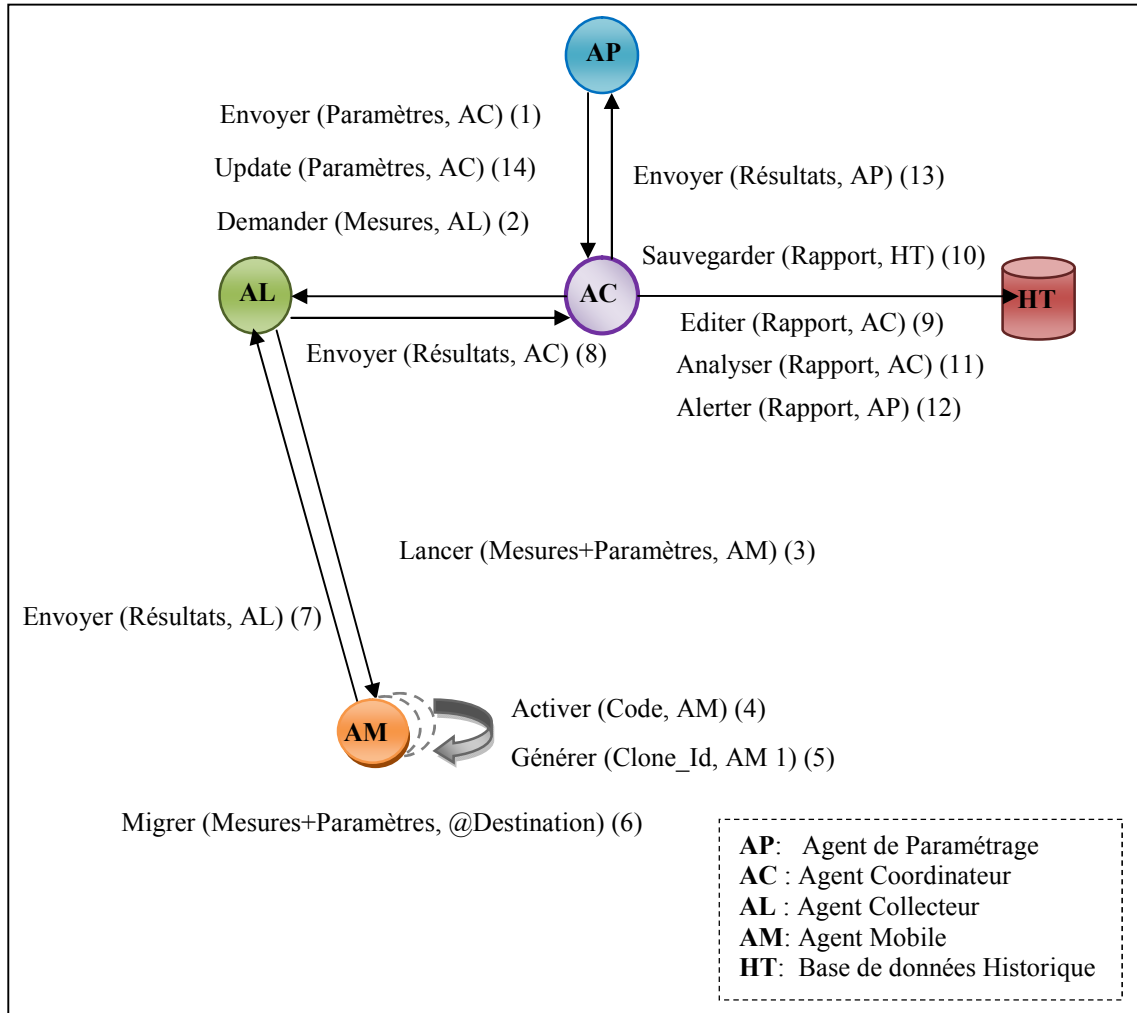 AP
Envoyer (Paramètres, AC) (1)
Update (Paramètres, AC) (14)
Envoyer (Résultats, AP) (13)
Demander (Mesures, AL) (2)
Sauvegarder (Rapport, HT) (10)
AL
AC
HT
Editer (Rapport, AC) (9)
Envoyer (Résultats, AC) (8)
Analyser (Rapport, AC) (11)
Alerter (Rapport, AP) (12)
Lancer (Mesures+Paramètres, AM) (3)
Envoyer (Résultats, AL) (7)
AM
Activer (Code, AM) (4)
Générer (Clone_Id, AM 1) (5)
Migrer (Mesures+Paramètres, @Destination) (6)
AP: Agent de Paramétrage
AC : Agent Coordinateur
AL : Agent Collecteur
AM: Agent Mobile
HT: Base de données Historique